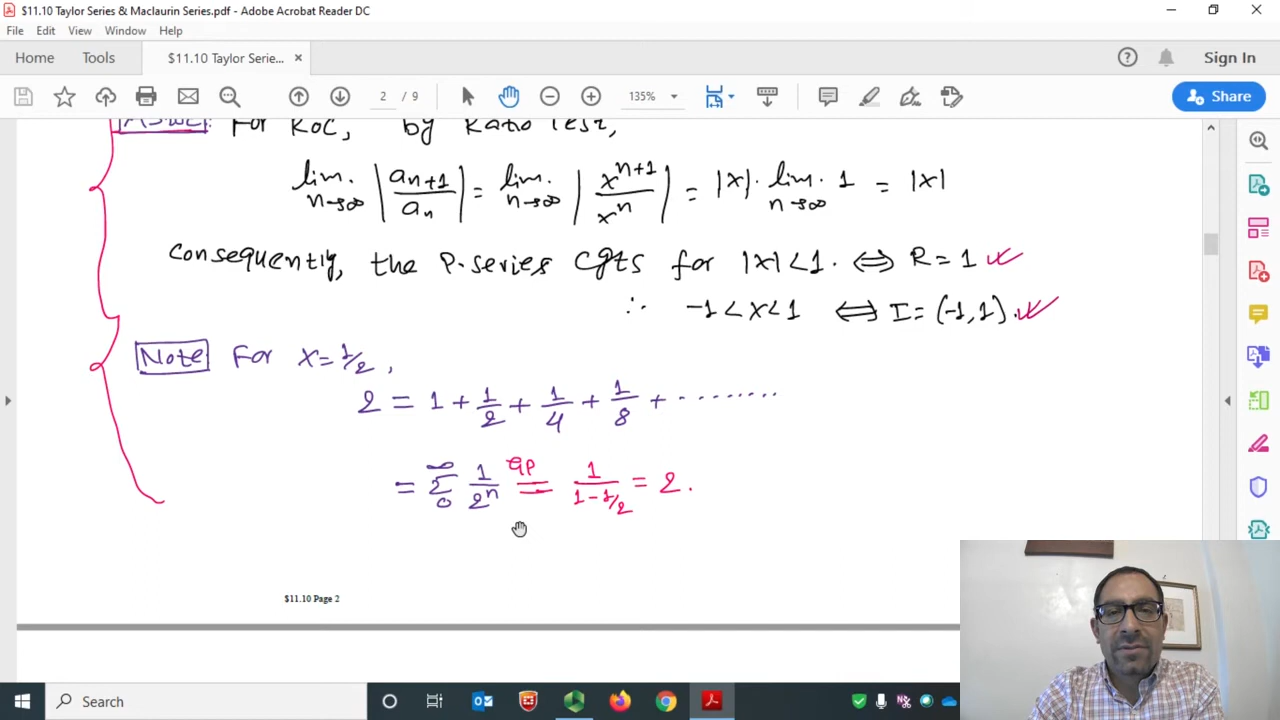 $11.10 Taylor Series & Maclaurin Series.pdf - Adobe Acrobat Reader DC
File Edit View Window Help
Home Tools $11.10 Taylor Serie... × Sign In
2 / 9 135% Share
For RoC, by Ratio Test,
lim n→∞ | an+1 / an | = lim n→∞ | x^(n+1) / x^n | = |x| · lim n→∞ 1 = |x|
Consequently, the P-series Cgts for |x| < 1. ⟺ R = 1 ✓
∴ -1 < x < 1 ⟺ I = (-1, 1). ✓
Note For x = 1/2,
2 = 1 + 1/2 + 1/4 + 1/8 + ........
= ∞ Σ 0 1/2^n GP = 1/(1 - 1/2) = 2.
$11.10 Page 2
Search